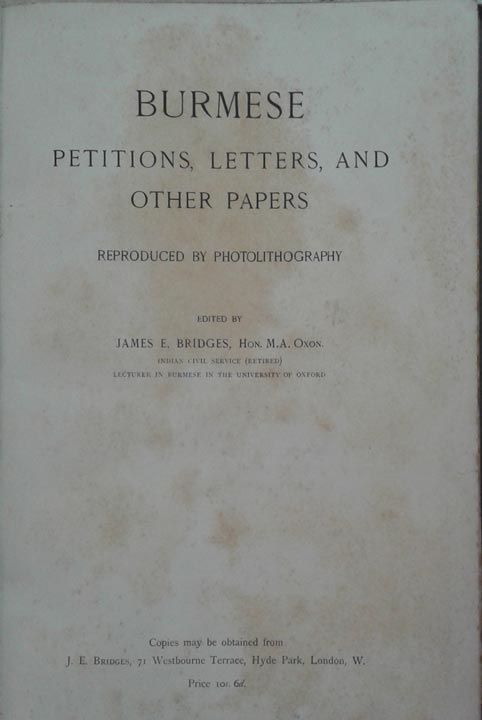 BURMESE
PETITIONS, LETTERS, AND
OTHER PAPERS
REPRODUCED BY PHOTOLITHOGRAPHY
EDITED BY
JAMES E. BRIDGES, HON. M.A. OXON.
INDIAN CIVIL SERVICE (RETIRED)
LECTURER IN BURMESE IN THE UNIVERSITY OF OXFORD
Copies may be obtained from
J. E. BRIDGES, 71 Westbourne Terrace, Hyde Park, London, W.
Price 10s. 6d.